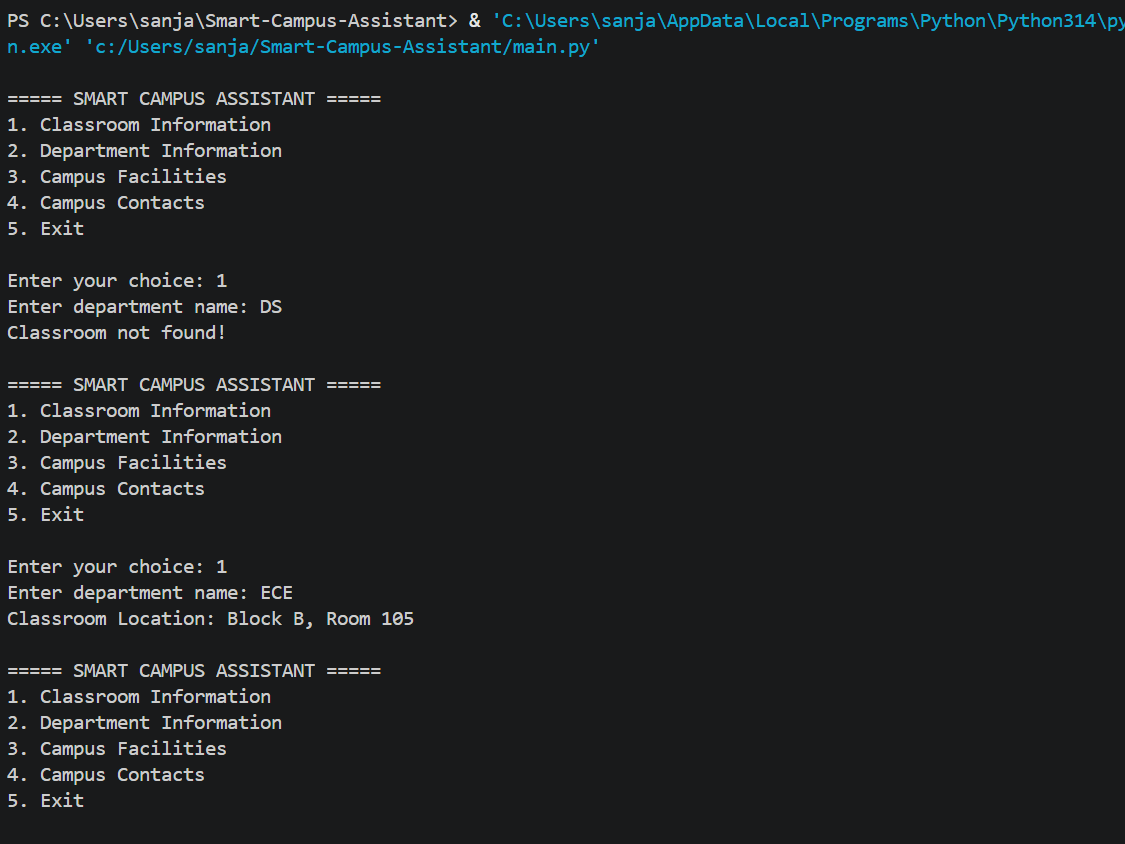 PS C:\Users\sanja\Smart-Campus-Assistant> & 'C:\Users\sanja\AppData\Local\Programs\Python\Python314\py
n.exe' 'c:/Users/sanja/Smart-Campus-Assistant/main.py'
===== SMART CAMPUS ASSISTANT =====
1. Classroom Information
2. Department Information
3. Campus Facilities
4. Campus Contacts
5. Exit
Enter your choice: 1
Enter department name: DS
Classroom not found!
===== SMART CAMPUS ASSISTANT =====
1. Classroom Information
2. Department Information
3. Campus Facilities
4. Campus Contacts
5. Exit
Enter your choice: 1
Enter department name: ECE
Classroom Location: Block B, Room 105
===== SMART CAMPUS ASSISTANT =====
1. Classroom Information
2. Department Information
3. Campus Facilities
4. Campus Contacts
5. Exit